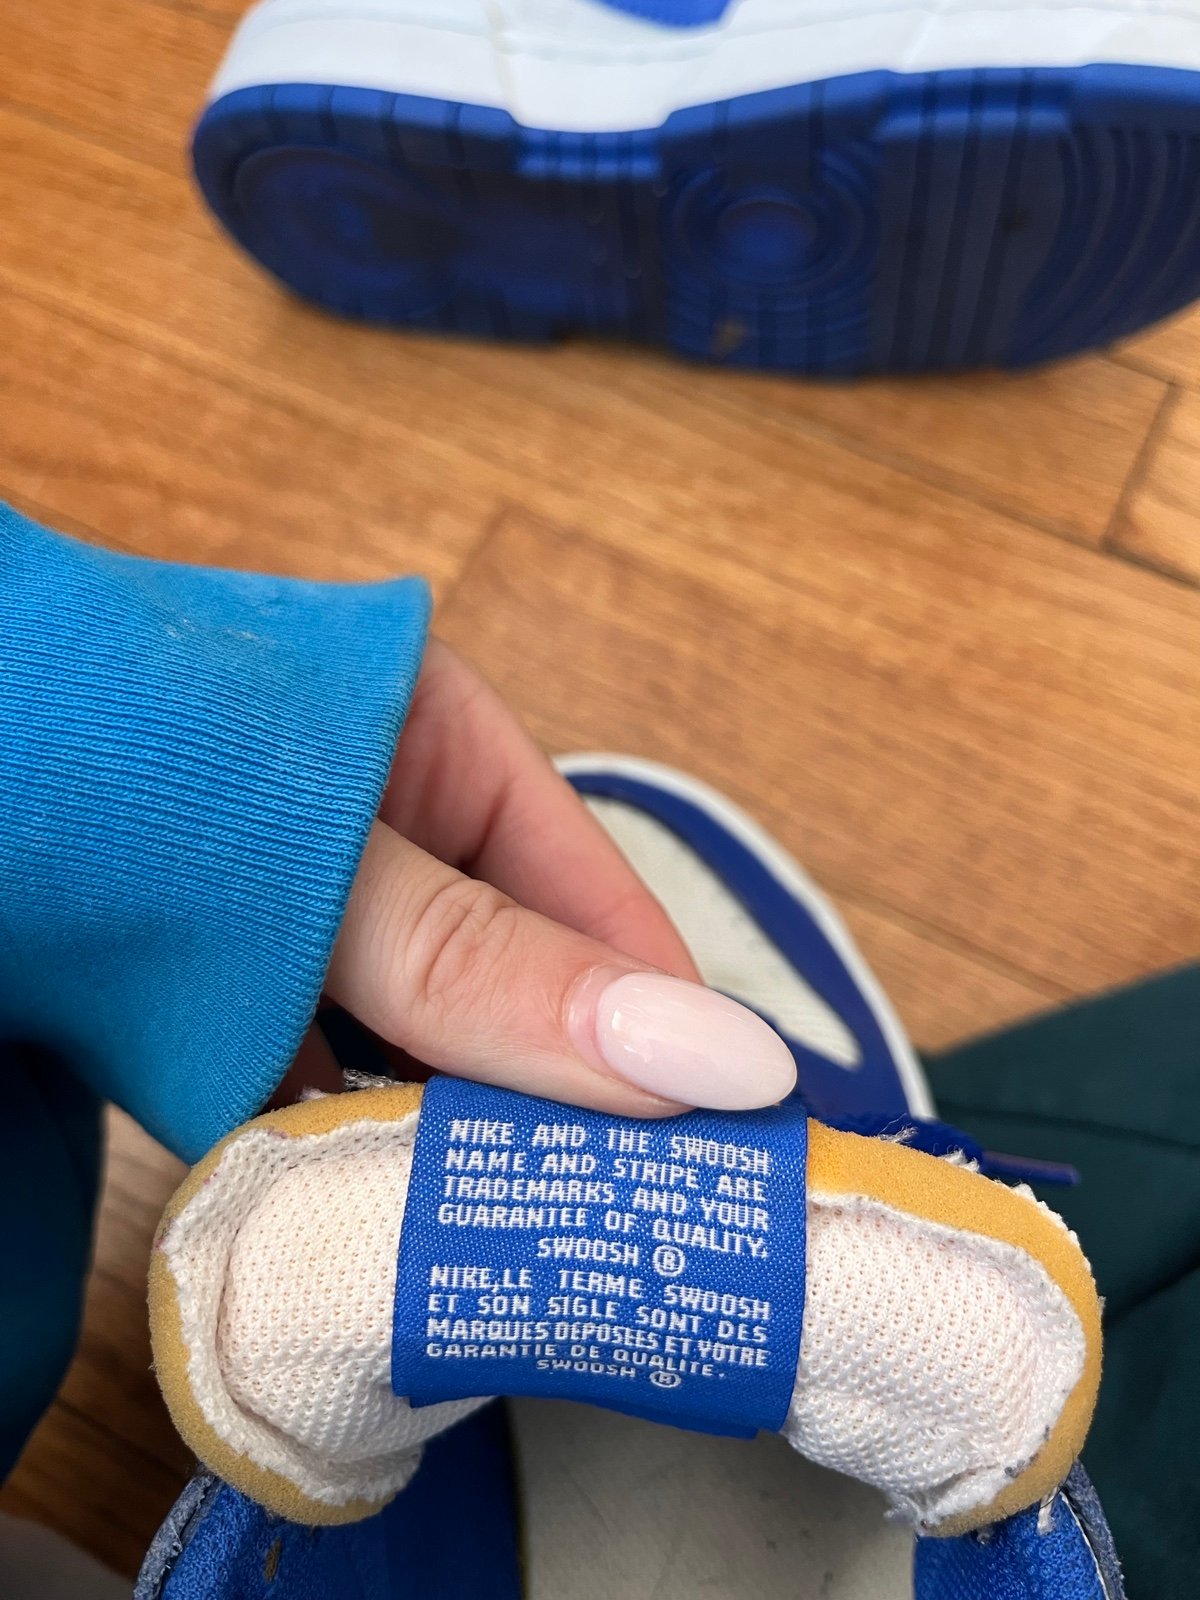 NIKE AND THE SWOOSH
NAME AND STRIPE ARE
TRADEMARKS AND YOUR
GUARANTEE OF QUALITY.
SWOOSH ®
NIKE,LE TERME SWOOSH
ET SON SIGLE SONT DES
MARQUES DEPOSEES ET VOTRE
GARANTIE DE QUALITE.
SWOOSH ®